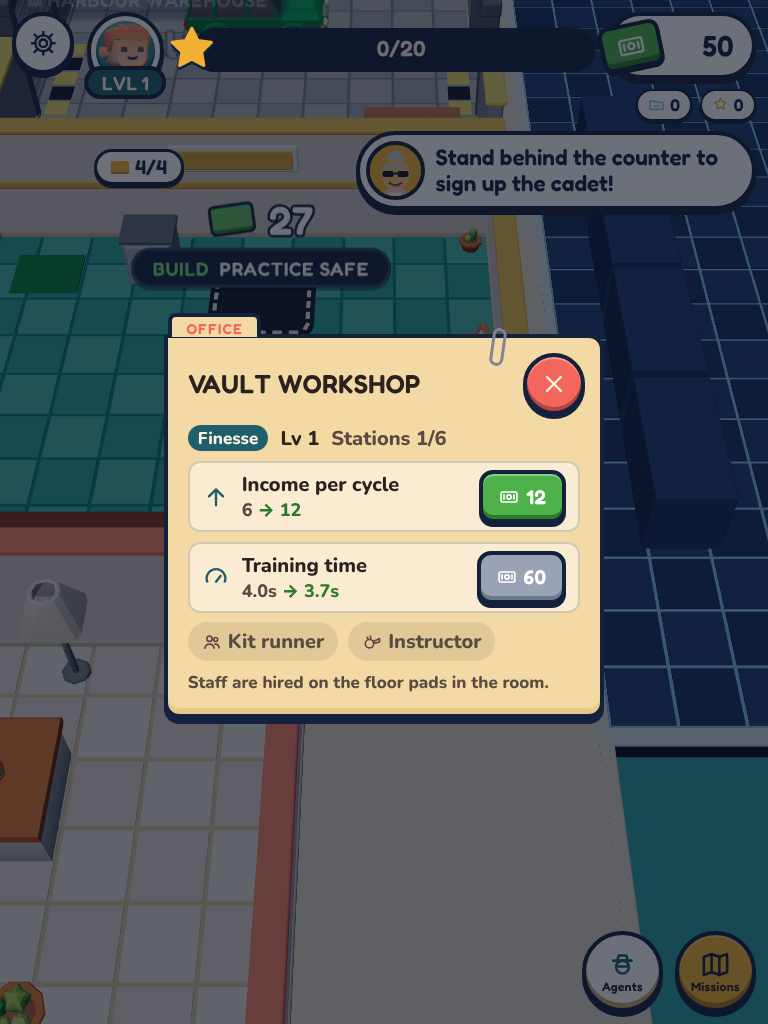 HARBOUR WAREHOUSE
LVL 1
0/20
50
0
0
4/4
Stand behind the counter to
sign up the cadet!
27
BUILD PRACTICE SAFE
OFFICE
VAULT WORKSHOP
Finesse Lv 1 Stations 1/6
Income per cycle
6 → 12
12
Training time
4.0s → 3.7s
60
Kit runner
Instructor
Staff are hired on the floor pads in the room.
Agents
Missions